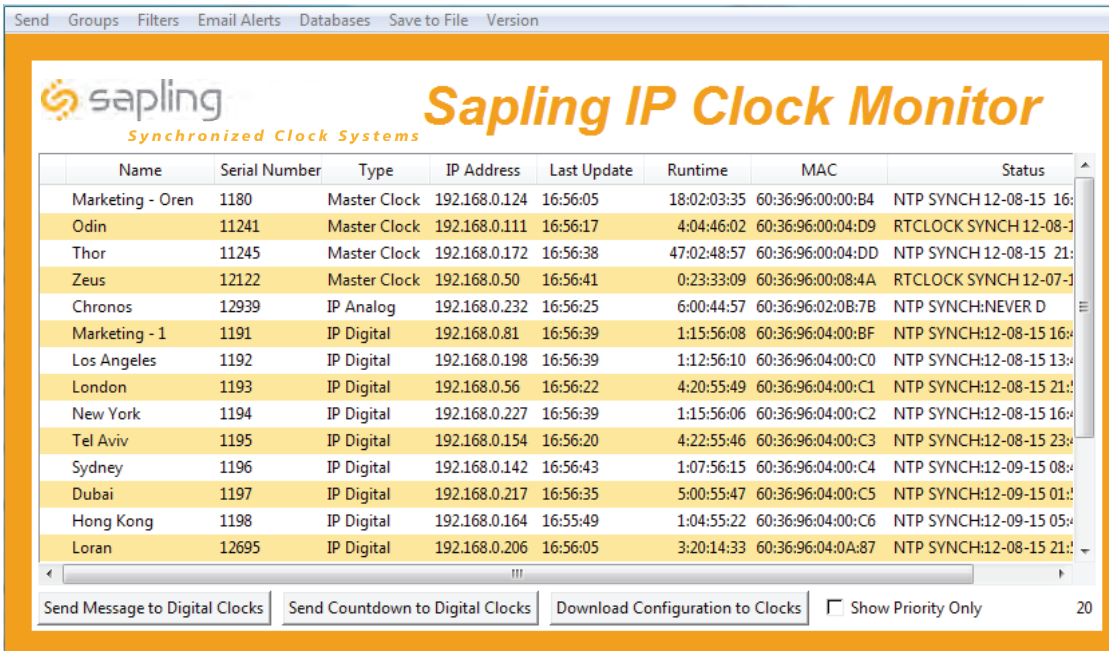 Send Groups Filters Email Alerts Databases Save to File Version
sapling Sapling IP Clock Monitor
Synchronized Clock Systems
Name Serial Number Type IP Address Last Update Runtime MAC Status
Marketing - Oren 1180 Master Clock 192.168.0.124 16:56:05 18:02:03:35 60:36:96:00:00:B4 NTP SYNCH 12-08-15 16:
Odin 11241 Master Clock 192.168.0.111 16:56:17 4:04:46:02 60:36:96:00:04:D9 RTCLOCK SYNCH 12-08-1
Thor 11245 Master Clock 192.168.0.172 16:56:38 47:02:48:57 60:36:96:00:04:DD NTP SYNCH 12-08-15 21:
Zeus 12122 Master Clock 192.168.0.50 16:56:41 0:23:33:09 60:36:96:00:08:4A RTCLOCK SYNCH 12-07-1
Chronos 12939 IP Analog 192.168.0.232 16:56:25 6:00:44:57 60:36:96:02:0B:7B NTP SYNCH:NEVER D
Marketing - 1 1191 IP Digital 192.168.0.81 16:56:39 1:15:56:08 60:36:96:04:00:BF NTP SYNCH:12-08-15 16:4
Los Angeles 1192 IP Digital 192.168.0.198 16:56:39 1:12:56:10 60:36:96:04:00:C0 NTP SYNCH:12-08-15 13:4
London 1193 IP Digital 192.168.0.56 16:56:22 4:20:55:49 60:36:96:04:00:C1 NTP SYNCH:12-08-15 21:5
New York 1194 IP Digital 192.168.0.227 16:56:39 1:15:56:06 60:36:96:04:00:C2 NTP SYNCH:12-08-15 16:4
Tel Aviv 1195 IP Digital 192.168.0.154 16:56:20 4:22:55:46 60:36:96:04:00:C3 NTP SYNCH:12-08-15 23:4
Sydney 1196 IP Digital 192.168.0.142 16:56:43 1:07:56:15 60:36:96:04:00:C4 NTP SYNCH:12-09-15 08:4
Dubai 1197 IP Digital 192.168.0.217 16:56:35 5:00:55:47 60:36:96:04:00:C5 NTP SYNCH:12-09-15 01:5
Hong Kong 1198 IP Digital 192.168.0.164 16:55:49 1:04:55:22 60:36:96:04:00:C6 NTP SYNCH:12-09-15 05:4
Loran 12695 IP Digital 192.168.0.206 16:56:05 3:20:14:33 60:36:96:04:0A:87 NTP SYNCH:12-08-15 21:5
Send Message to Digital Clocks Send Countdown to Digital Clocks Download Configuration to Clocks Show Priority Only 20